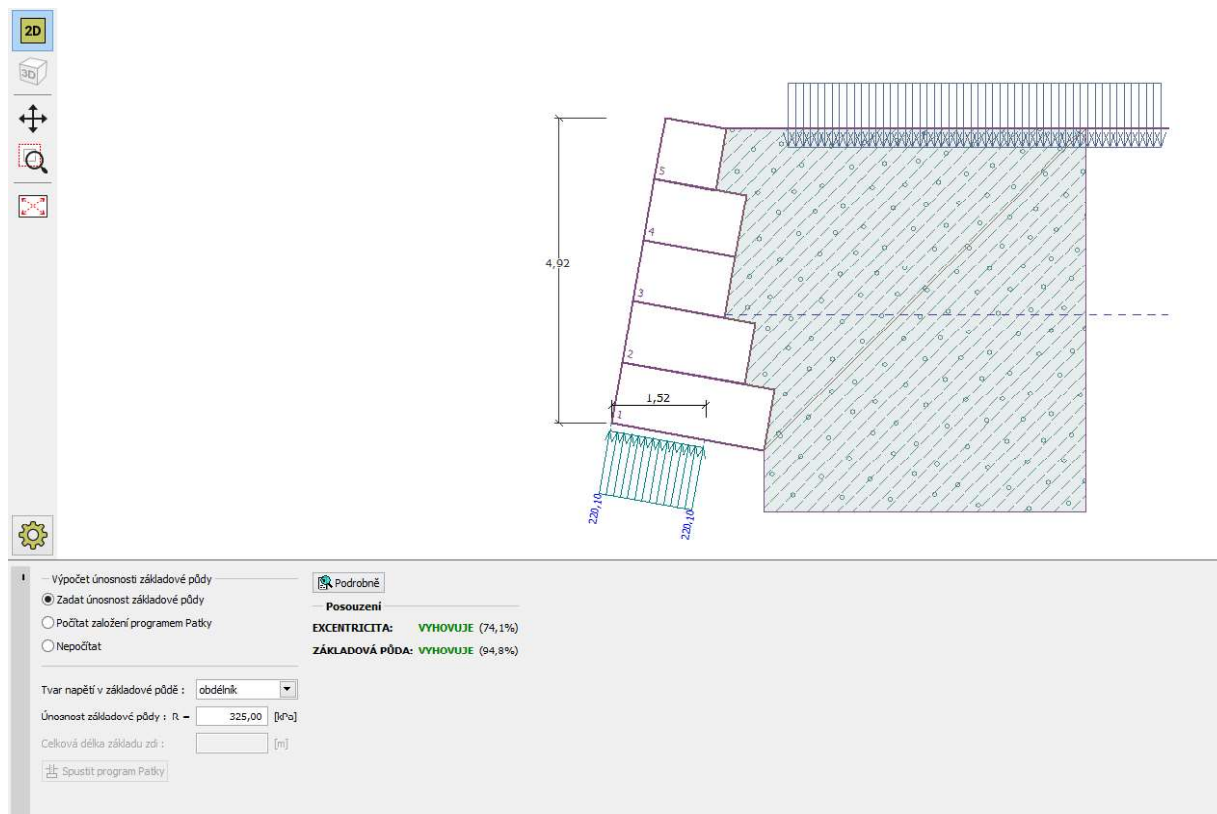 2D
3D
4,92
5
4
3
2
1
1,52
220,10
220,10
Výpočet únosnosti základové půdy
Zadat únosnost základové půdy
Počítat založení programem Patky
Nepočítat
Tvar napětí v základové půdě :
obdélník
Únosnost základové půdy : R =
325,00
[kPa]
Celková délka základu zdi :
[m]
Spustit program Patky
Podrobně
Posouzení
EXCENTRICITA: VYHOVUJE (74,1%)
ZÁKLADOVÁ PŮDA: VYHOVUJE (94,8%)